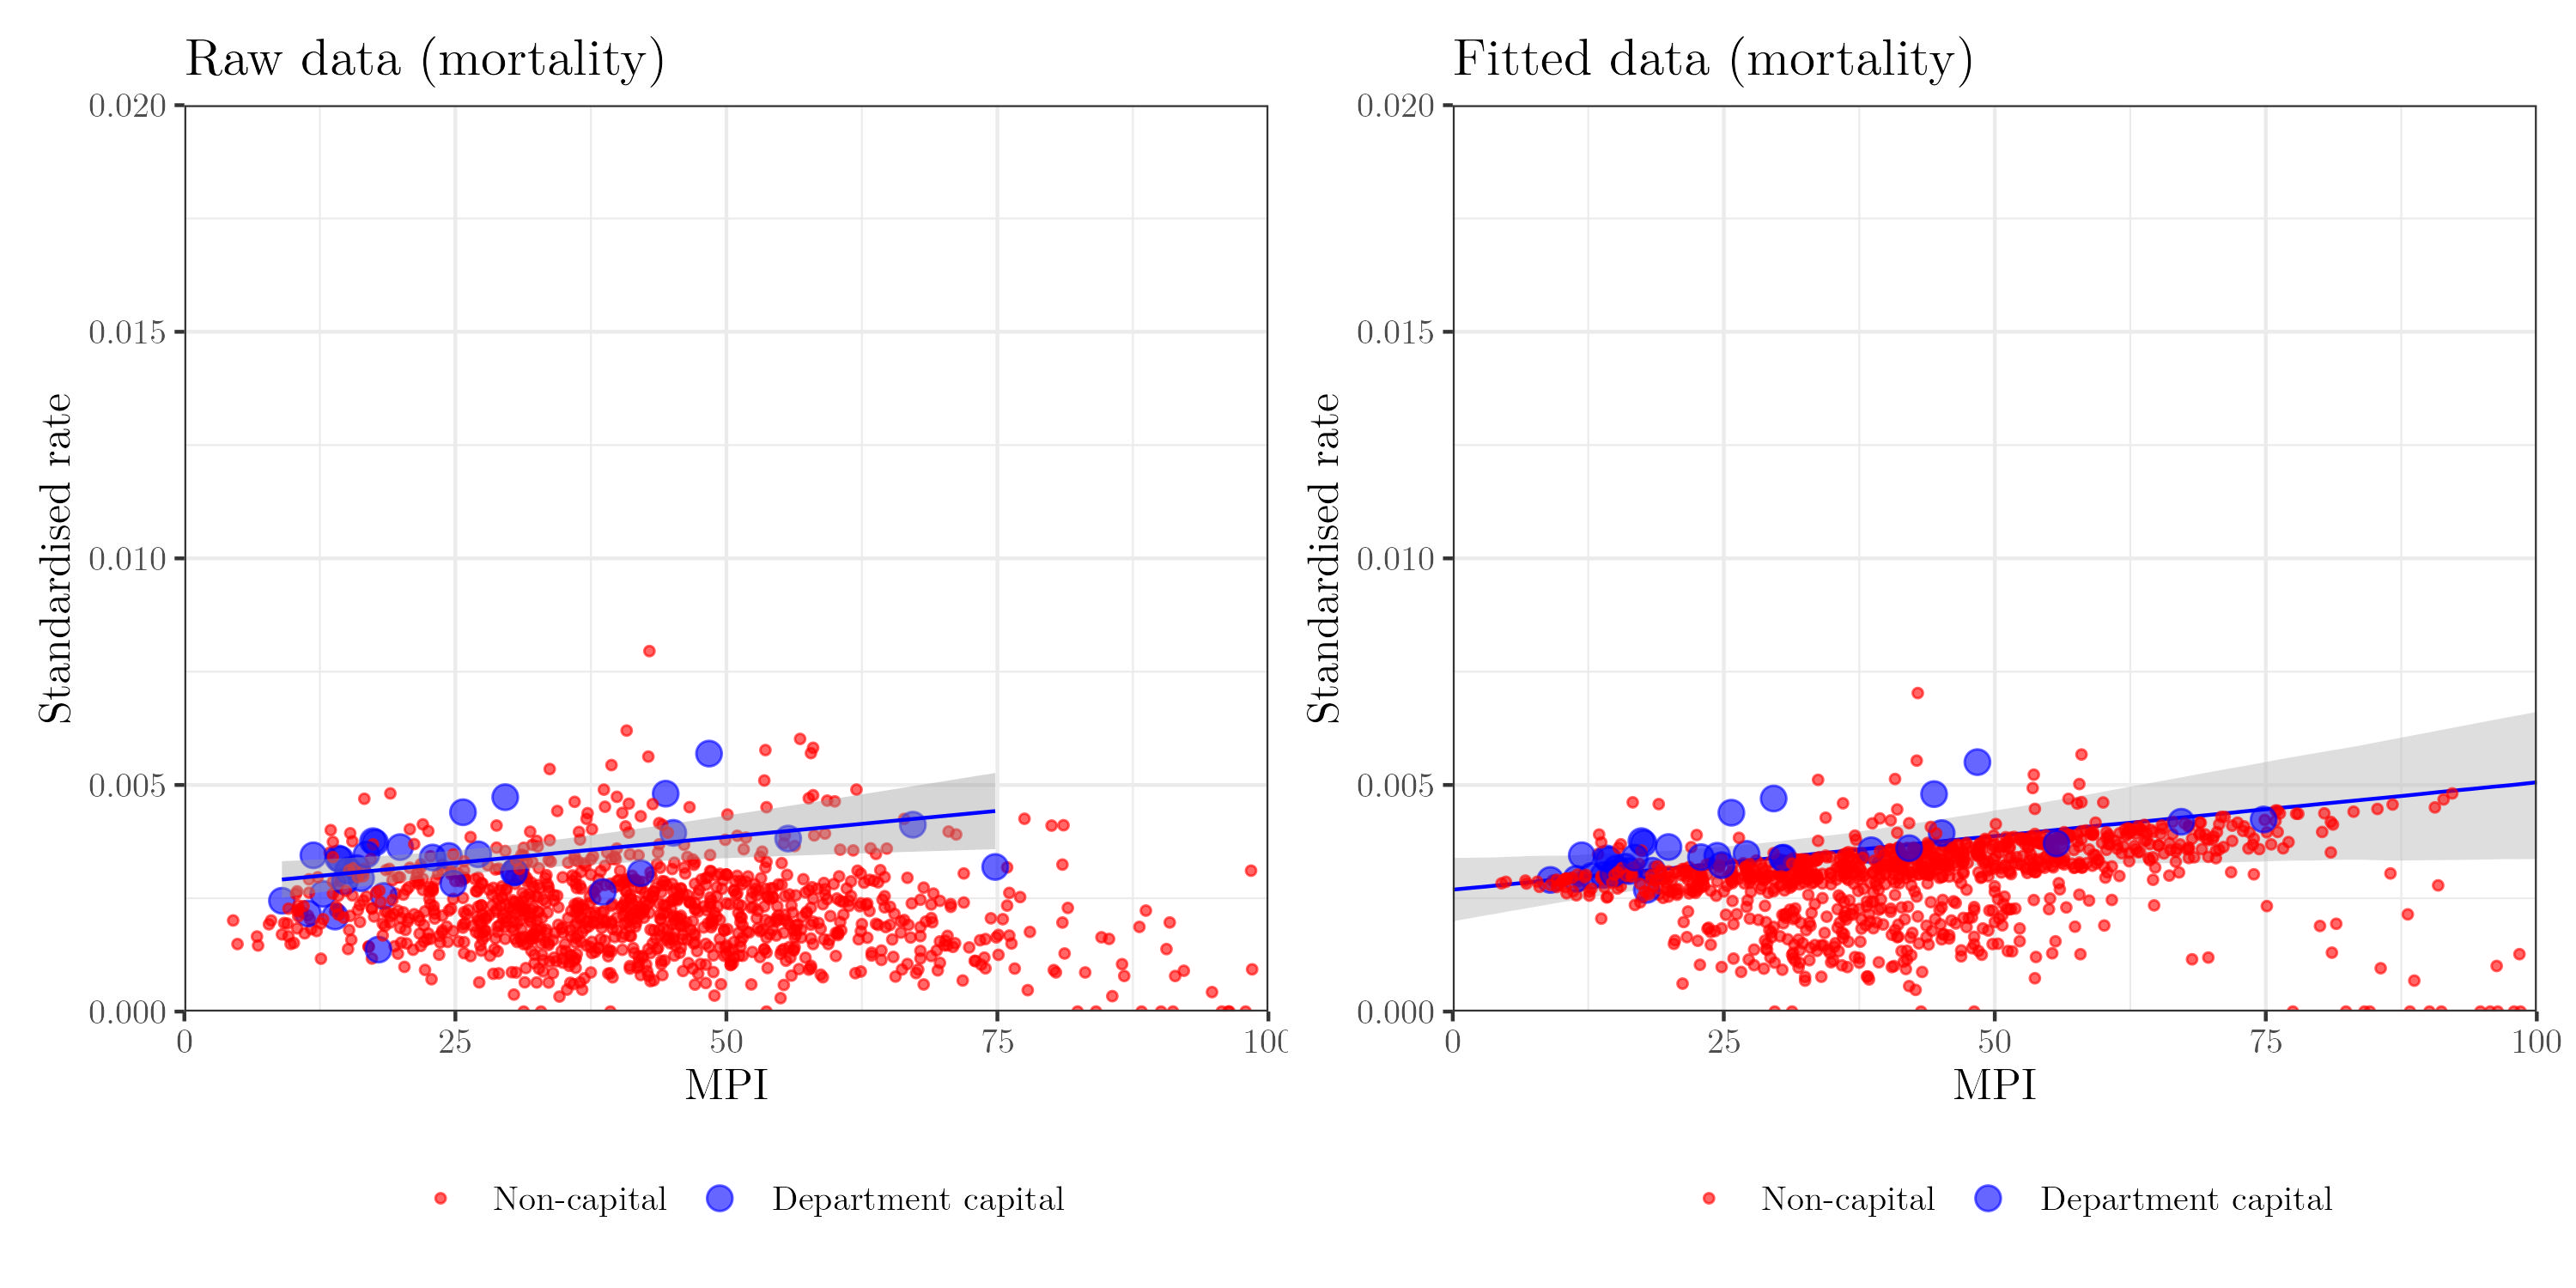 Raw data (mortality)
Standardised rate
0.020
0.015
0.010
0.005
0.000
0 25 50 75 100
MPI
Non-capital Department capital
Fitted data (mortality)
Standardised rate
0.020
0.015
0.010
0.005
0.000
0 25 50 75 100
MPI
Non-capital Department capital